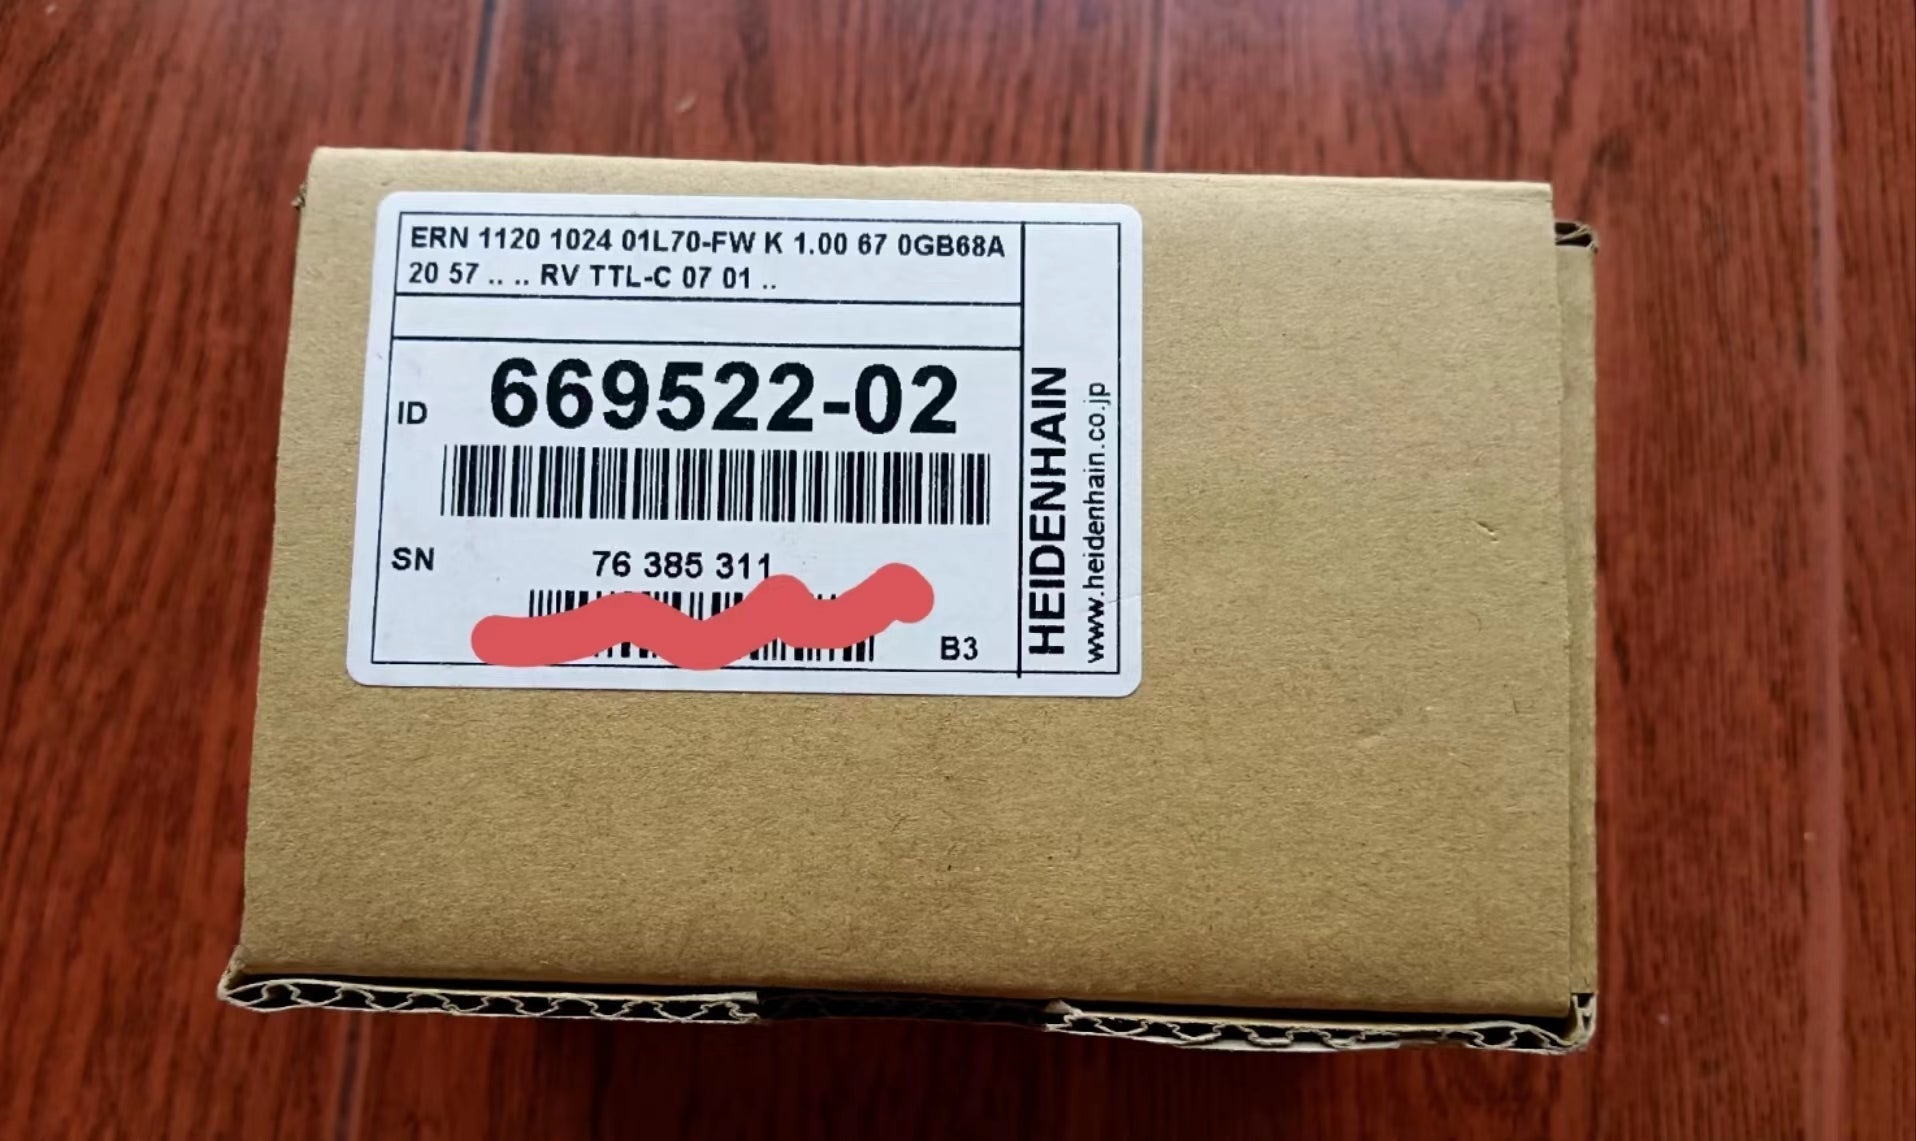 ERN 1120 1024 01L70-FW K 1.00 67 0GB68A
20 57 .. .. RV TTL-C 07 01 ..
ID 669522-02
SN 76 385 311
B3
HEIDENHAIN
www.heidenhain.co.jp